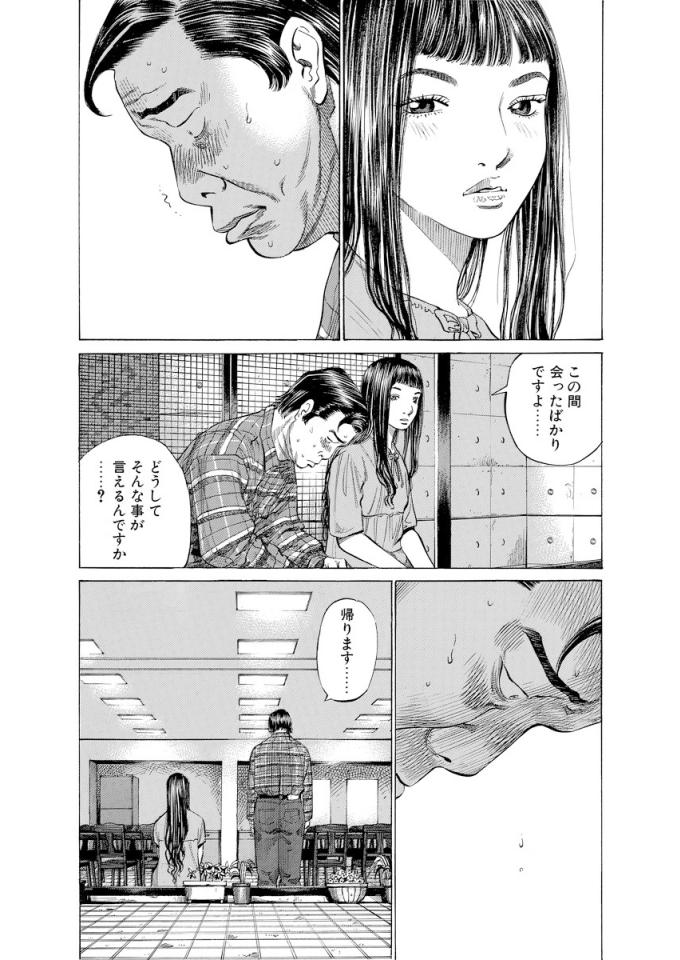 この間
会ったばかり
ですよ……
どうして
そんな事が
言えるんですか
……?
帰ります……